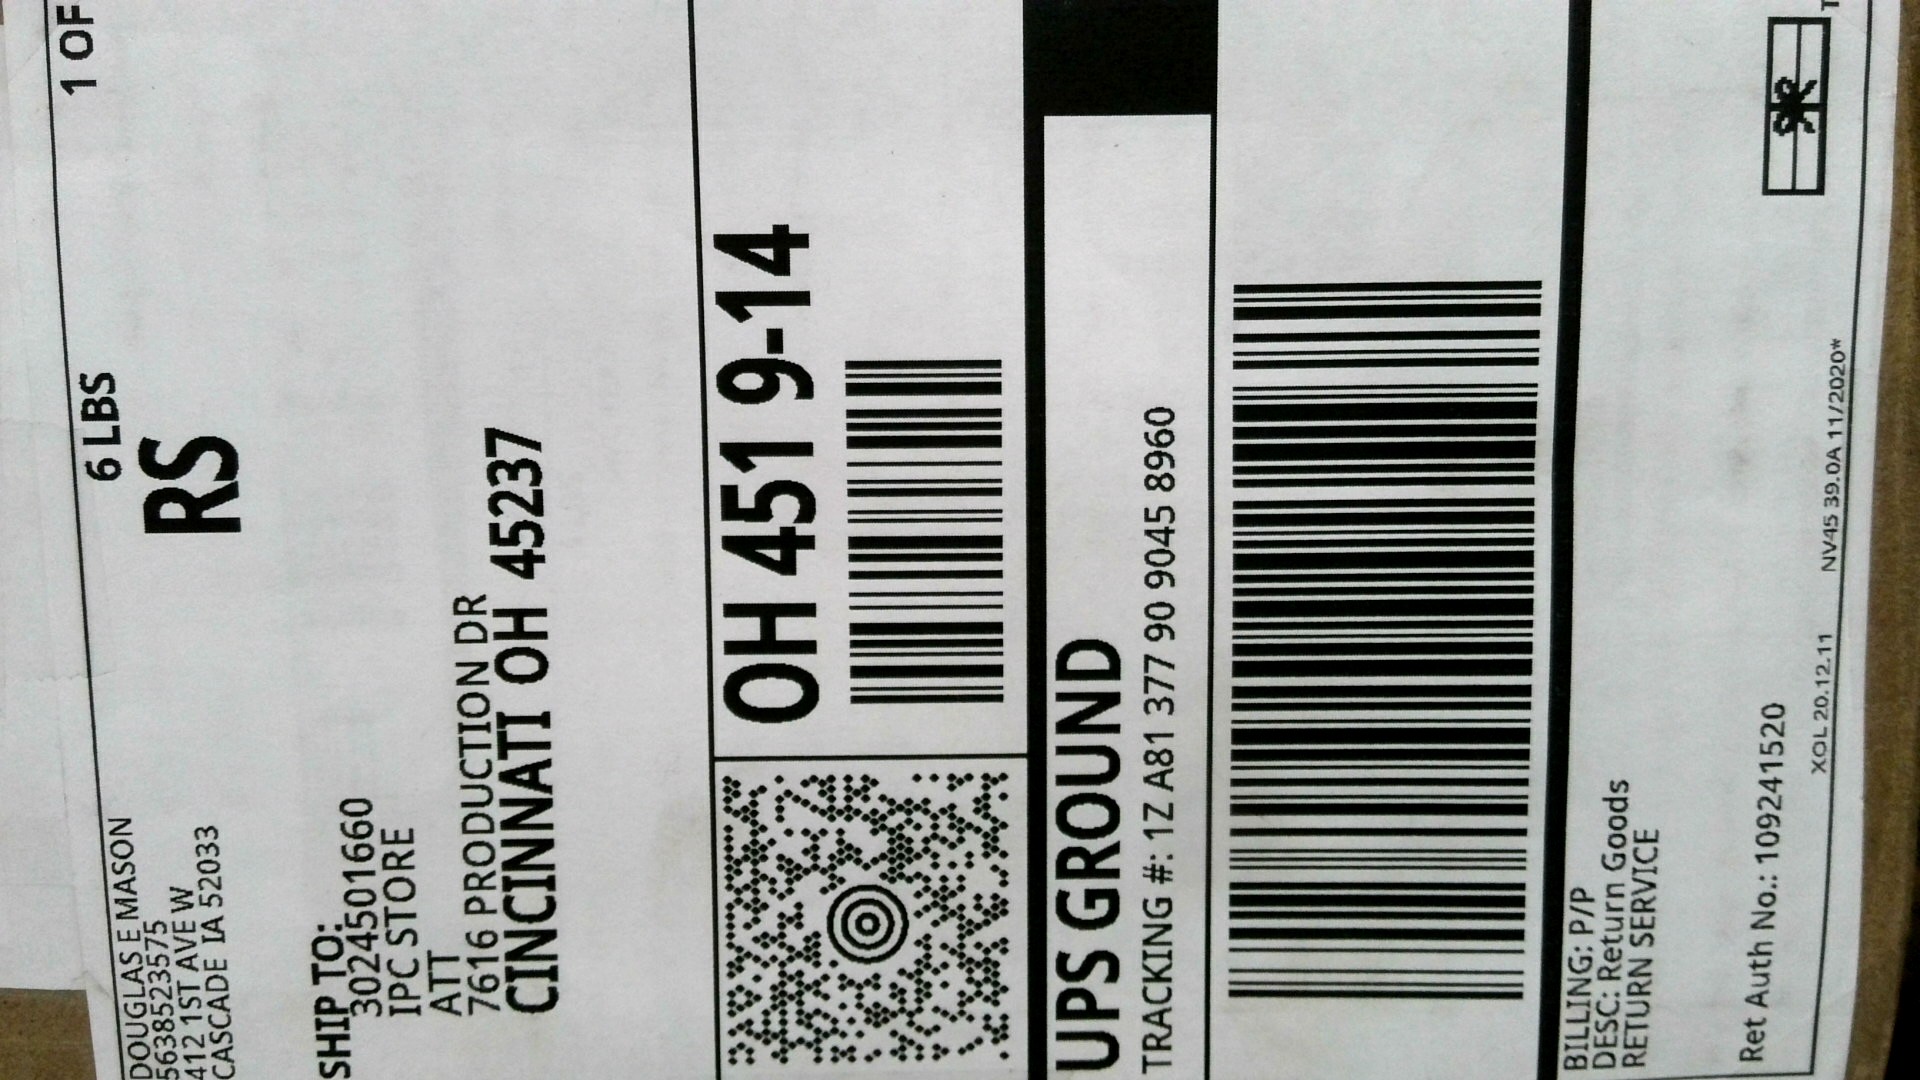 DOUGLAS E MASON
5638523575
412 1ST AVE W
CASCADE IA 52033
6 LBS
1 OF
RS
SHIP TO:
3024501660
IPC STORE
ATT
7616 PRODUCTION DR
CINCINNATI OH 45237
OH 451 9-14
UPS GROUND
TRACKING #: 1Z A81 377 90 9045 8960
BILLING: P/P
DESC: Return Goods
RETURN SERVICE
Ret Auth No.: 109241520
XOL 20.12.11 NV45 39.0A 11/2020*